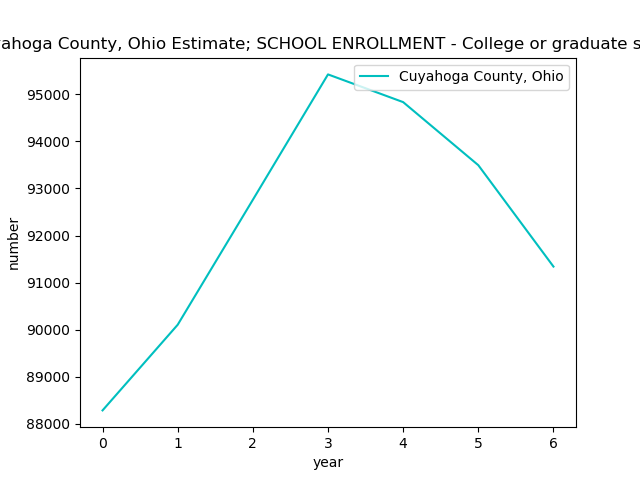 County, Ohio Estimate; SCHOOL ENROLLMENT - College or graduate
Cuyahoga County, Ohio
95000
94000
93000
92000
91000
90000
89000
88000
number
0 1 2 3 4 5 6
year